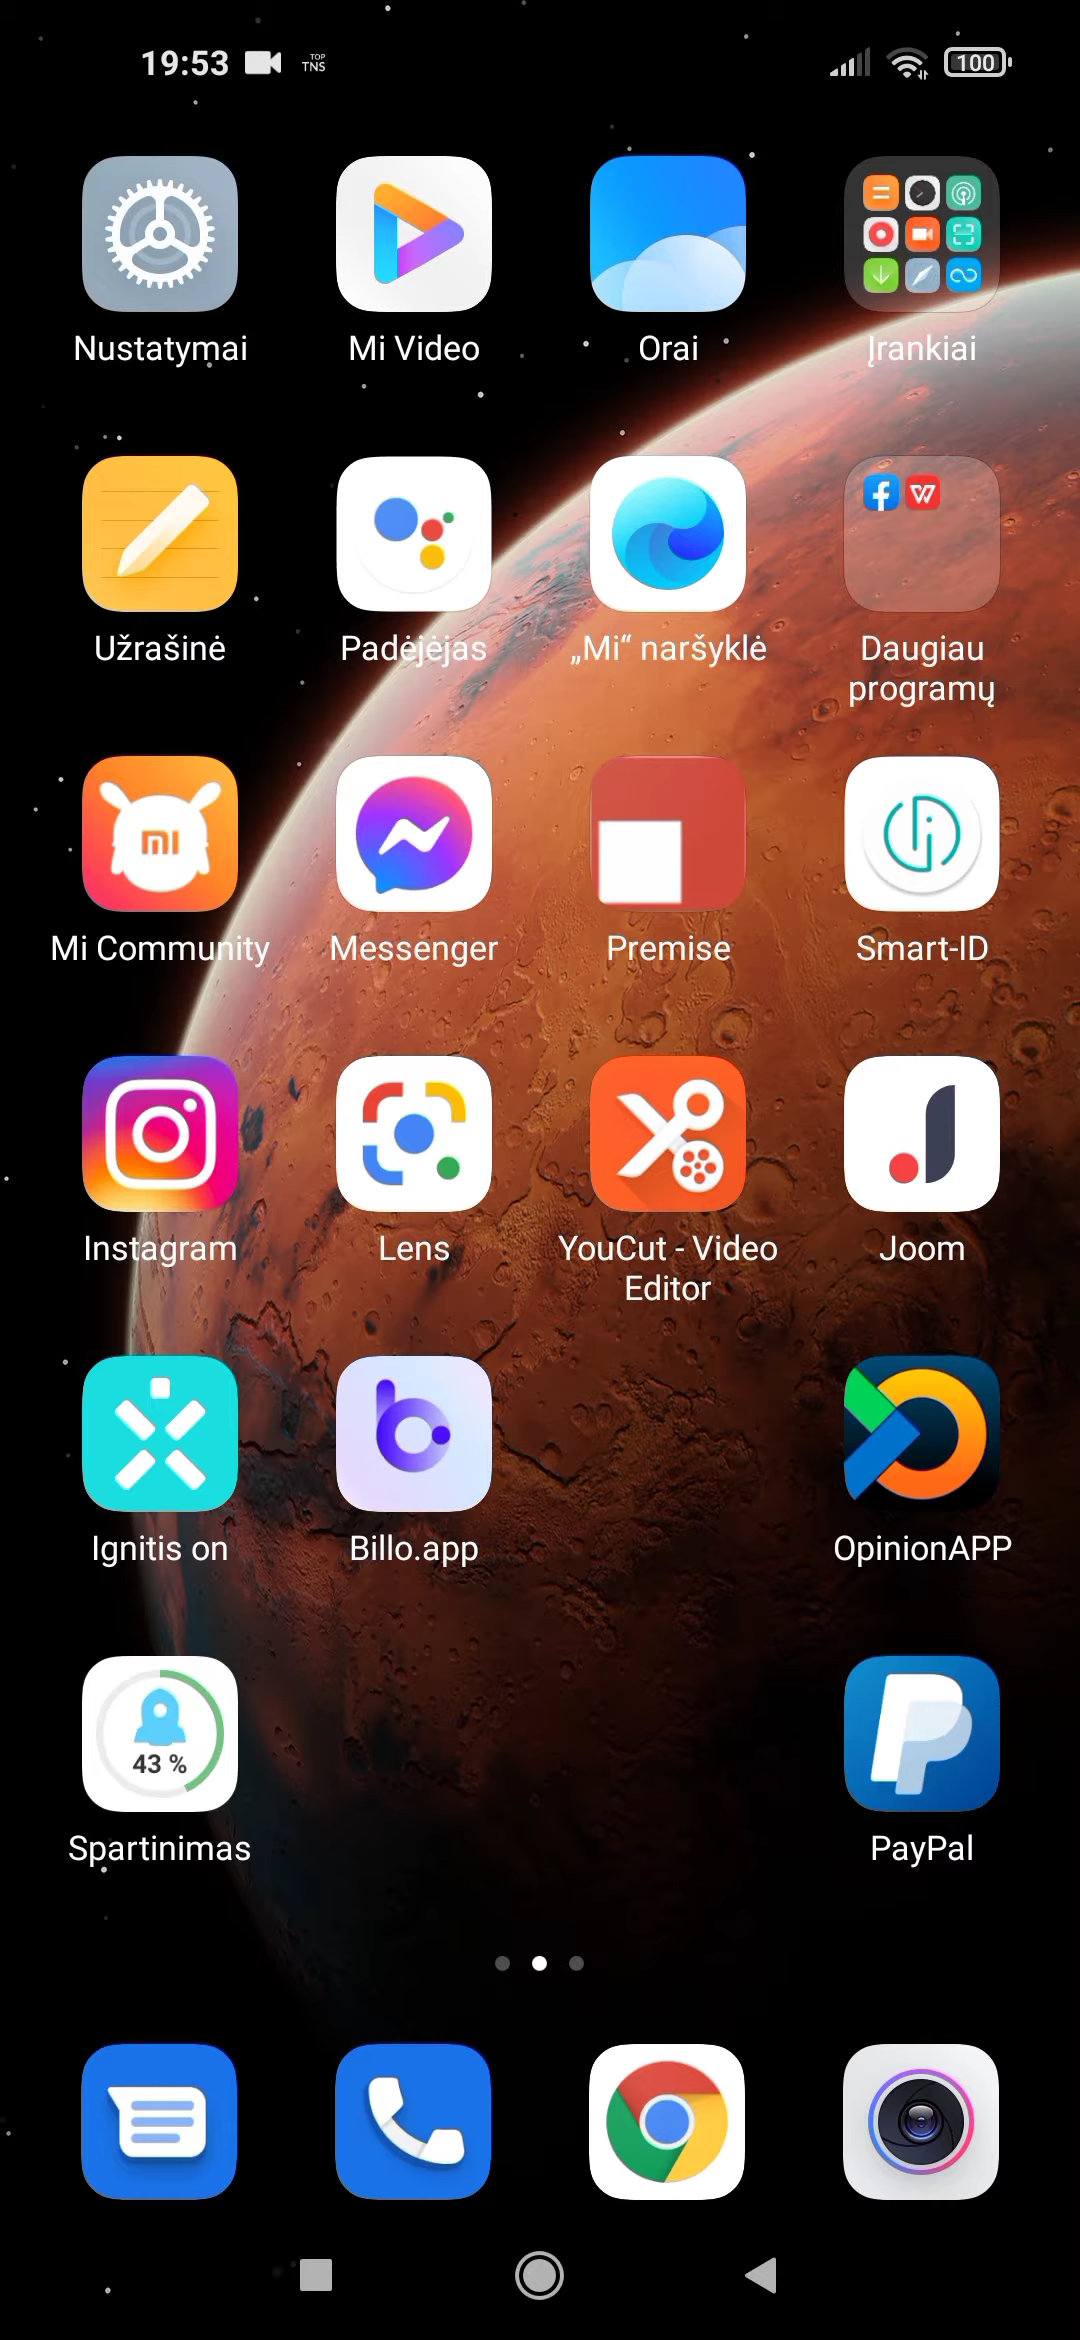 19:53 TOP TNS 100
Nustatymai Mi Video Orai Įrankiai
Užrašinė Padėjėjas „Mi“ naršyklė Daugiau
programų
mi
Mi Community Messenger Premise Smart-ID
Instagram Lens YouCut - Video Joom
Editor
Ignitis on Billo.app OpinionAPP
43 %
Spartinimas PayPal